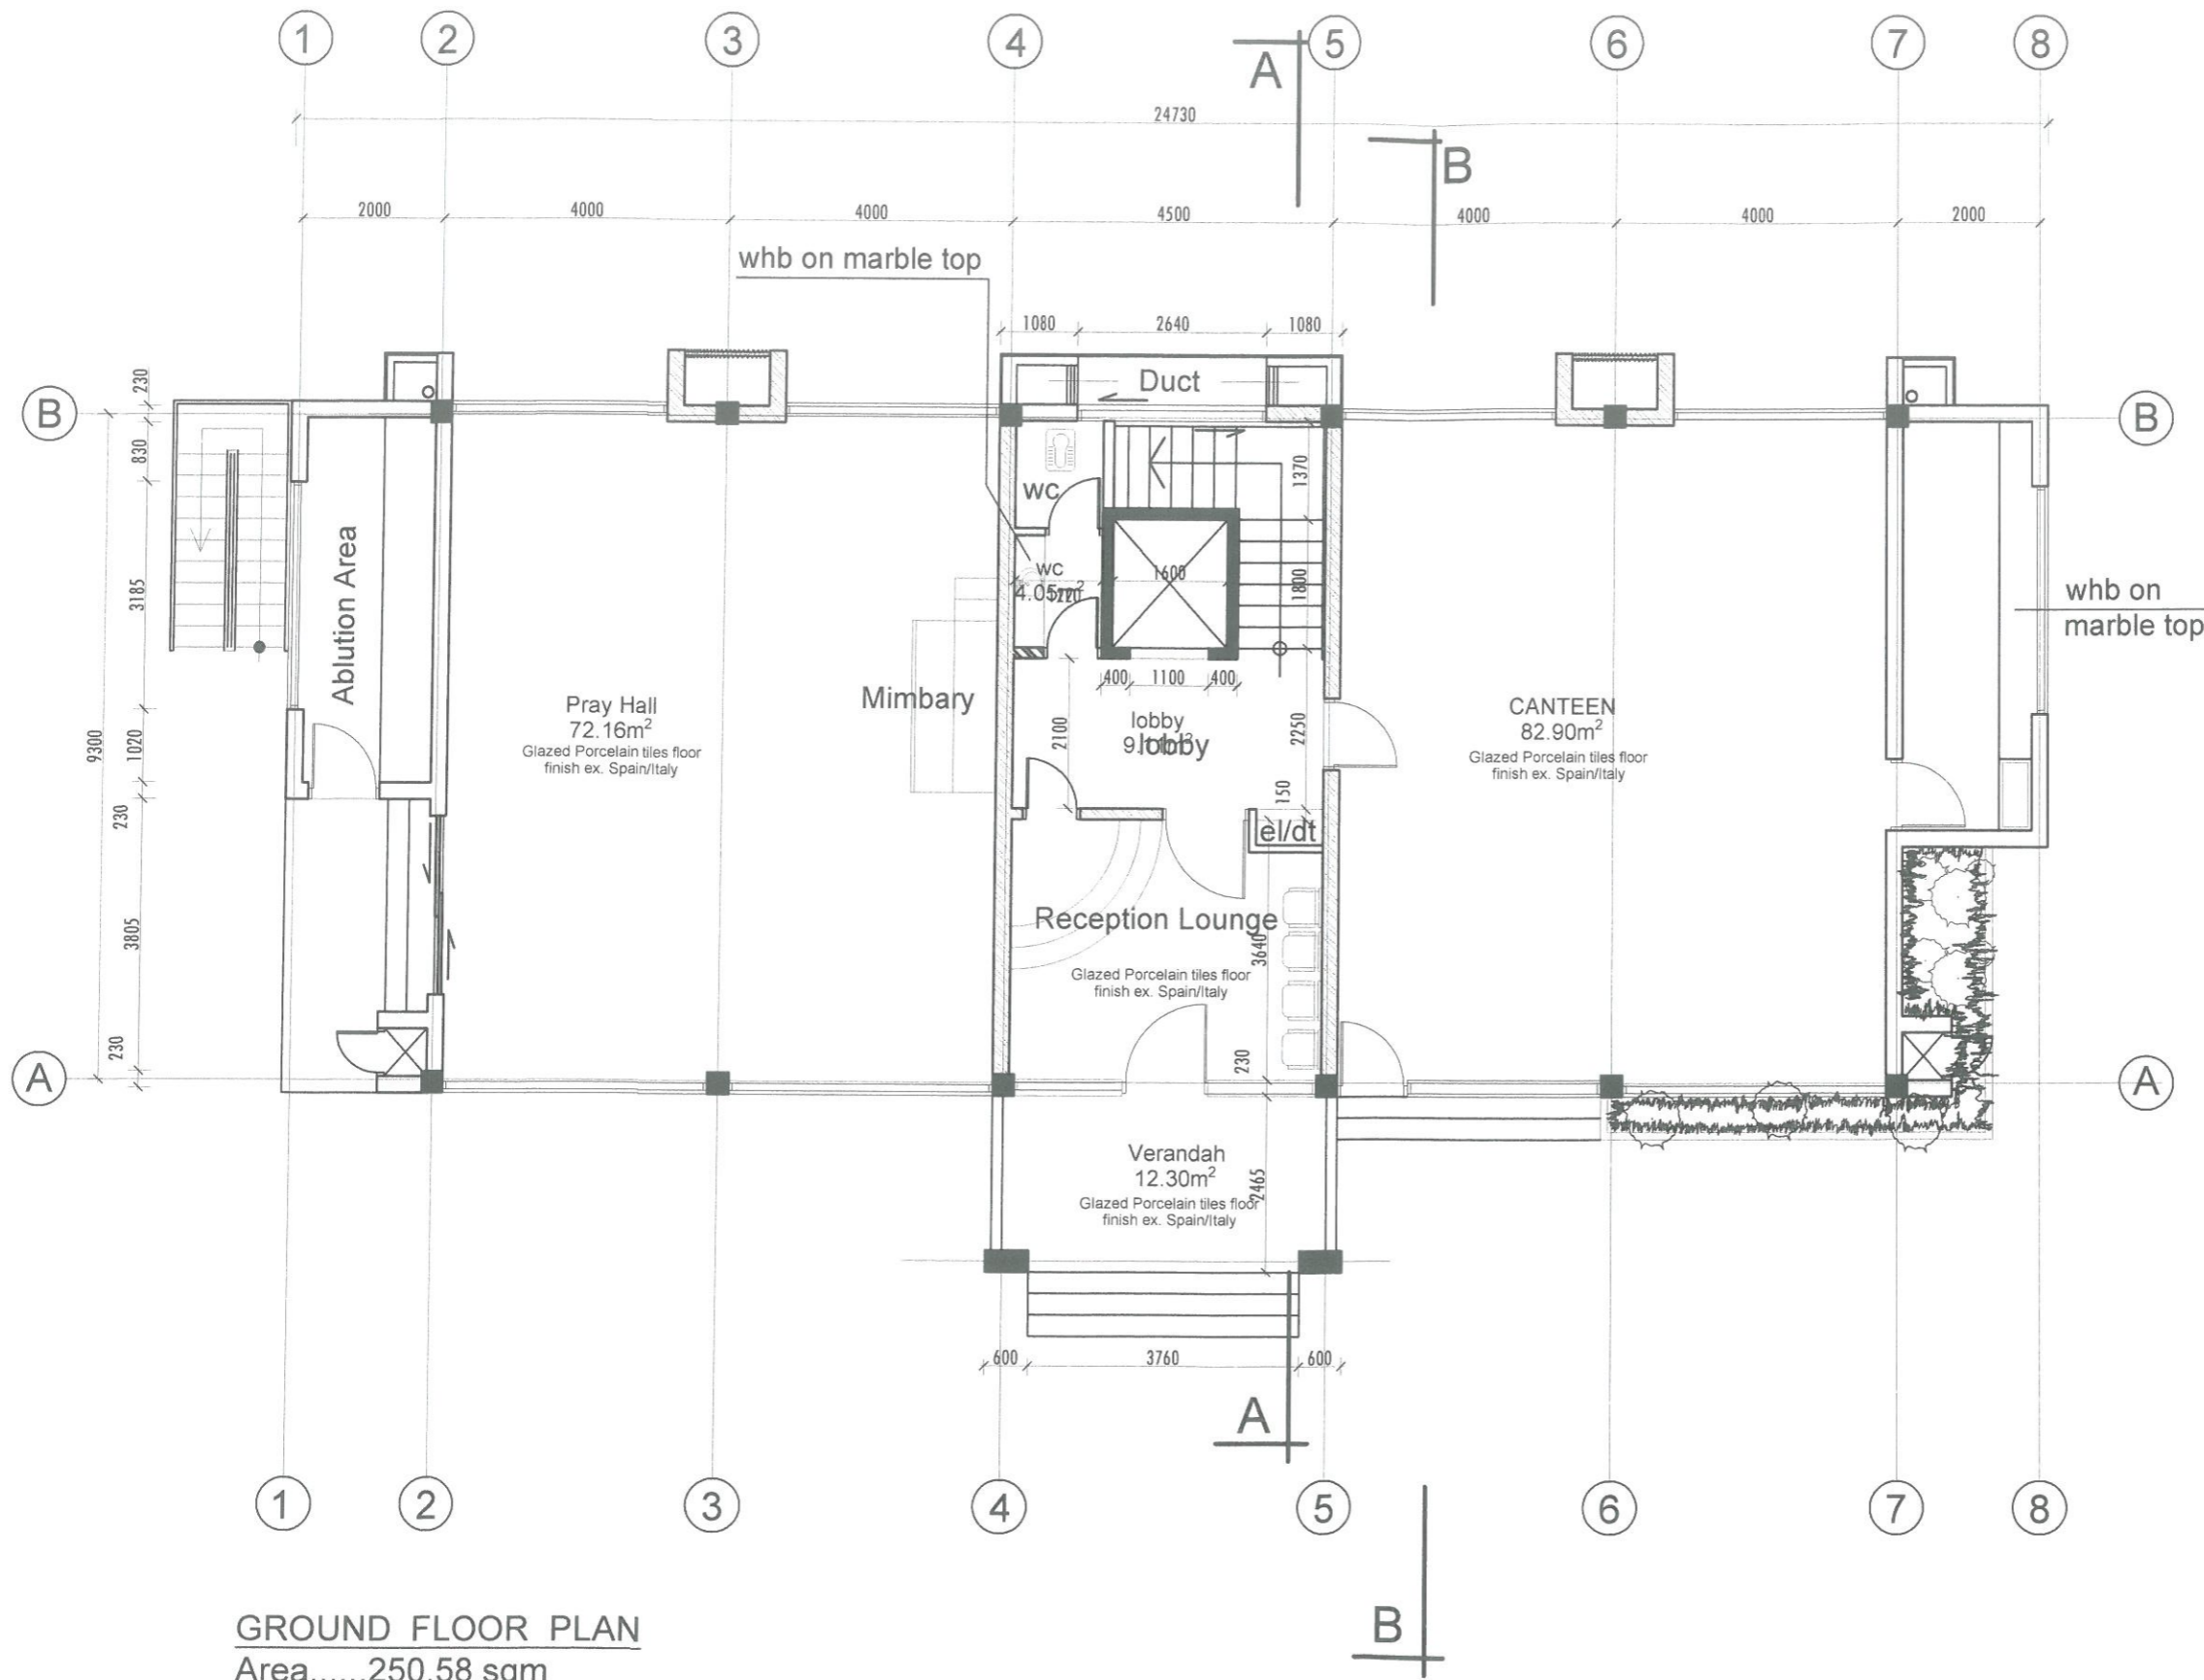 1 2 3 4 5 6 7 8
A
24730
B
2000 4000 4000 4500 4000 4000 2000
whb on marble top
1080 2640 1080
Duct
B
B
230
830
3185
1020
230
3805
230
9300
Ablution Area
wc
1370
wc
4.05m²
1600
1800
whb on
marble top
400 1100 400
Mimbary
Pray Hall
72.16m²
Glazed Porcelain tiles floor
finish ex. Spain/Italy
lobby
lobby
2100
2250
150
CANTEEN
82.90m²
Glazed Porcelain tiles floor
finish ex. Spain/Italy
el/dt
Reception Lounge
3640
Glazed Porcelain tiles floor
finish ex. Spain/Italy
230
A
A
Verandah
12.30m²
Glazed Porcelain tiles floor
finish ex. Spain/Italy
2465
600 3760 600
A
1 2 3 4 5 6 7 8
B
GROUND FLOOR PLAN
Area......250.58 sqm